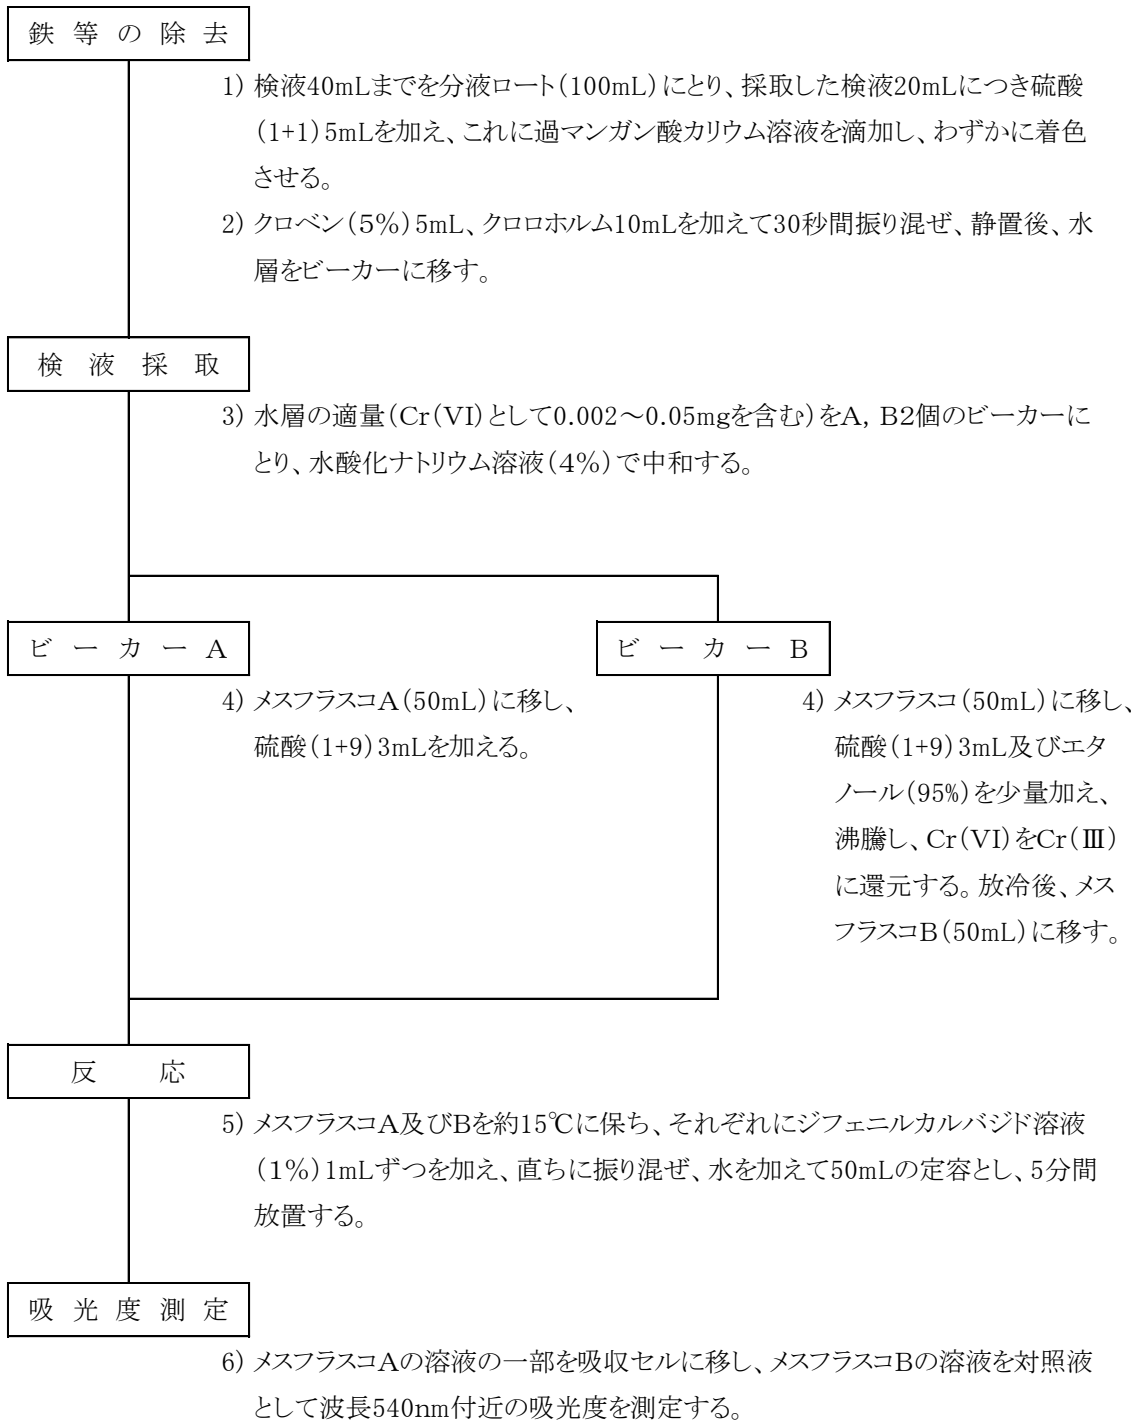 鉄等の除去
1) 検液40mLまでを分液ロート(100mL)にとり、採取した検液20mLにつき硫酸
(1+1)5mLを加え、これに過マンガン酸カリウム溶液を滴加し、わずかに着色
させる。
2) クロベン(5%)5mL、クロロホルム10mLを加えて30秒間振り混ぜ、静置後、水
層をビーカーに移す。
検液採取
3) 水層の適量(Cr(VI)として0.002～0.05mgを含む)をA, B2個のビーカーに
とり、水酸化ナトリウム溶液(4%)で中和する。
ビーカーA
4) メスフラスコA(50mL)に移し、
硫酸(1+9)3mLを加える。
ビーカーB
4) メスフラスコ(50mL)に移し、
硫酸(1+9)3mL及びエタ
ノール(95%)を少量加え、
沸騰し、Cr(VI)をCr(Ⅲ)
に還元する。放冷後、メス
フラスコB(50mL)に移す。
反応
5) メスフラスコA及びBを約15℃に保ち、それぞれにジフェニルカルバジド溶液
(1%)1mLずつを加え、直ちに振り混ぜ、水を加えて50mLの定容とし、5分間
放置する。
吸光度測定
6) メスフラスコAの溶液の一部を吸収セルに移し、メスフラスコBの溶液を対照液
として波長540nm付近の吸光度を測定する。